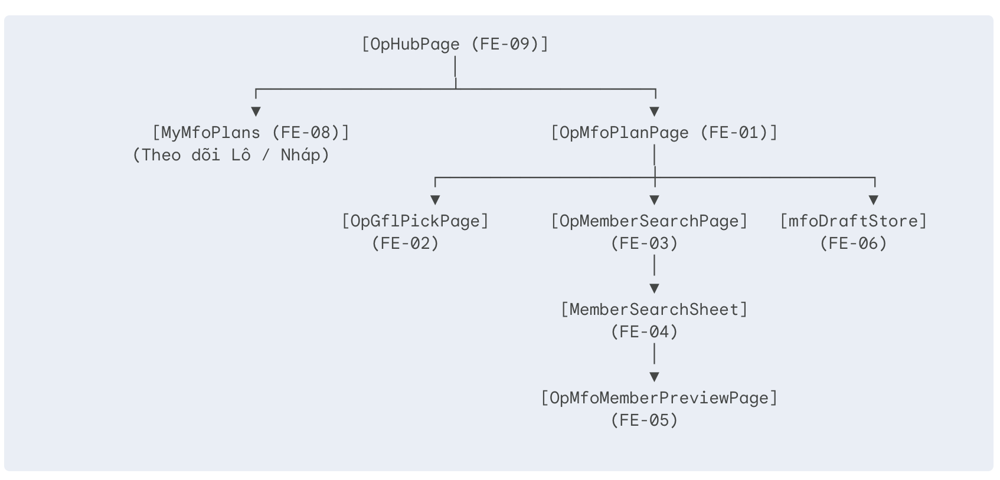 [OpHubPage (FE-09)]
[MyMfoPlans (FE-08)] [OpMfoPlanPage (FE-01)]
(Theo dõi Lô / Nháp)
[OpGflPickPage] [OpMemberSearchPage] [mfoDraftStore]
(FE-02) (FE-03) (FE-06)
[MemberSearchSheet]
(FE-04)
[OpMfoMemberPreviewPage]
(FE-05)